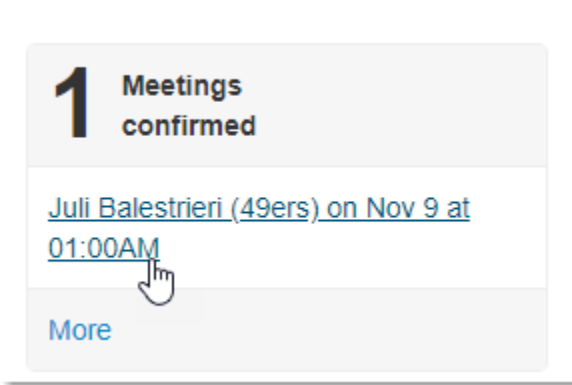 1 Meetings
confirmed
Juli Balestrieri (49ers) on Nov 9 at
01:00AM
More